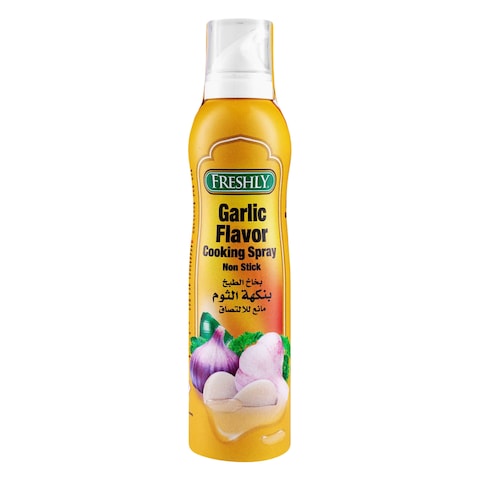 FRESHLY
Garlic
Flavor
Cooking Spray
Non Stick
بخاخ الطبخ
بنكهة الثوم
مانع للالتصاق